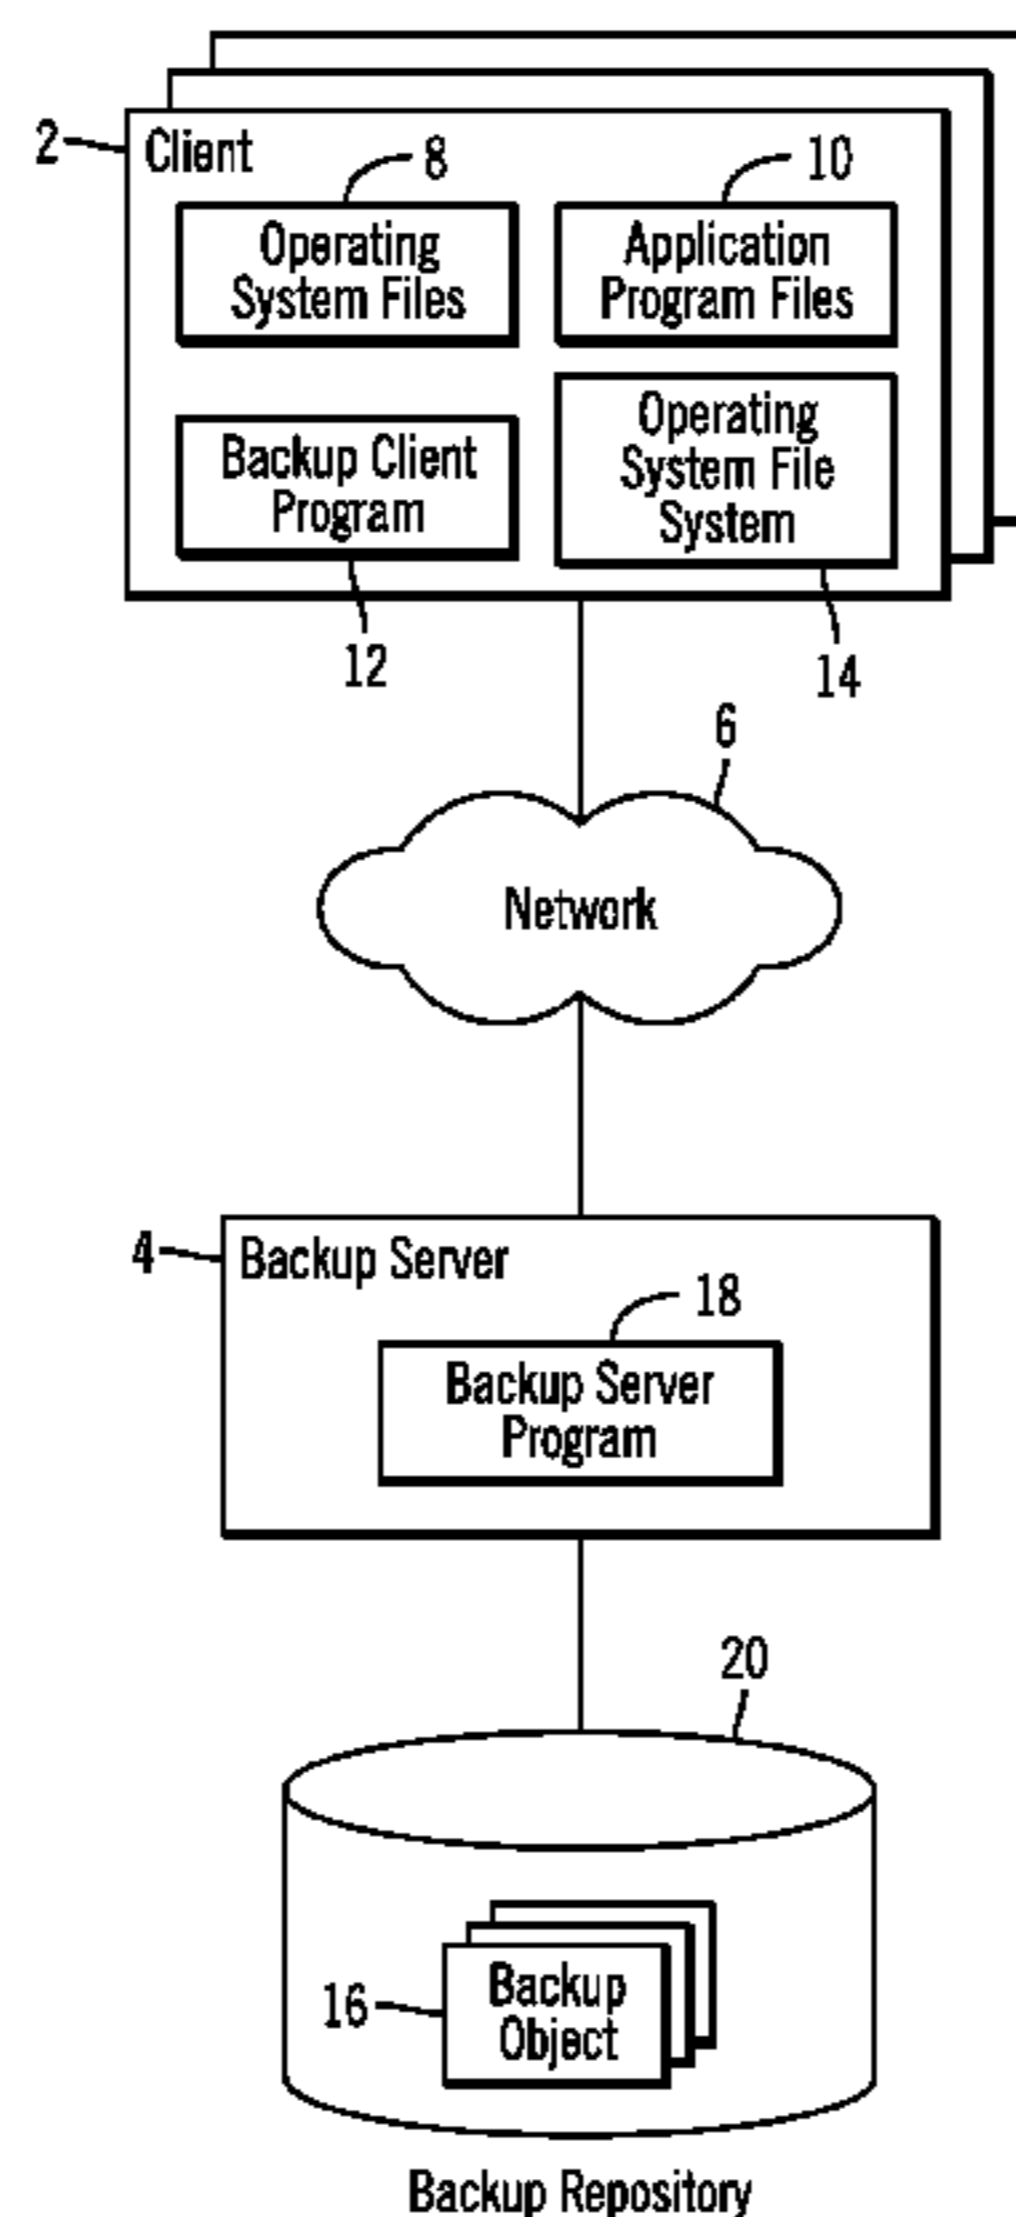 2
Client
8
10
Operating
System Files
Application
Program Files
Backup Client
Program
Operating
System File
System
12
14
6
Network
4
Backup Server
18
Backup Server
Program
20
16
Backup
Object
Backup Repository